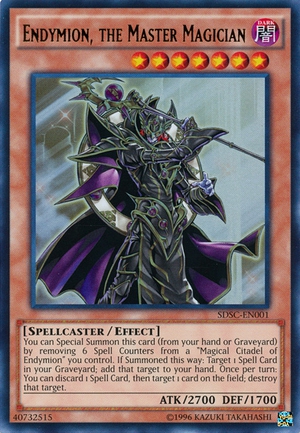 Endymion, the Master Magician
DARK
闇
SDSC-EN001
[SPELLCASTER / EFFECT]
You can Special Summon this card (from your hand or Graveyard)
by removing 6 Spell Counters from a "Magical Citadel of
Endymion" you control. If Summoned this way: Target 1 Spell Card
in your Graveyard; add that target to your hand. Once per turn:
You can discard 1 Spell Card, then target 1 card on the field; destroy
that target.
ATK/2700 DEF/1700
40732515 ©1996 KAZUKI TAKAHASHI